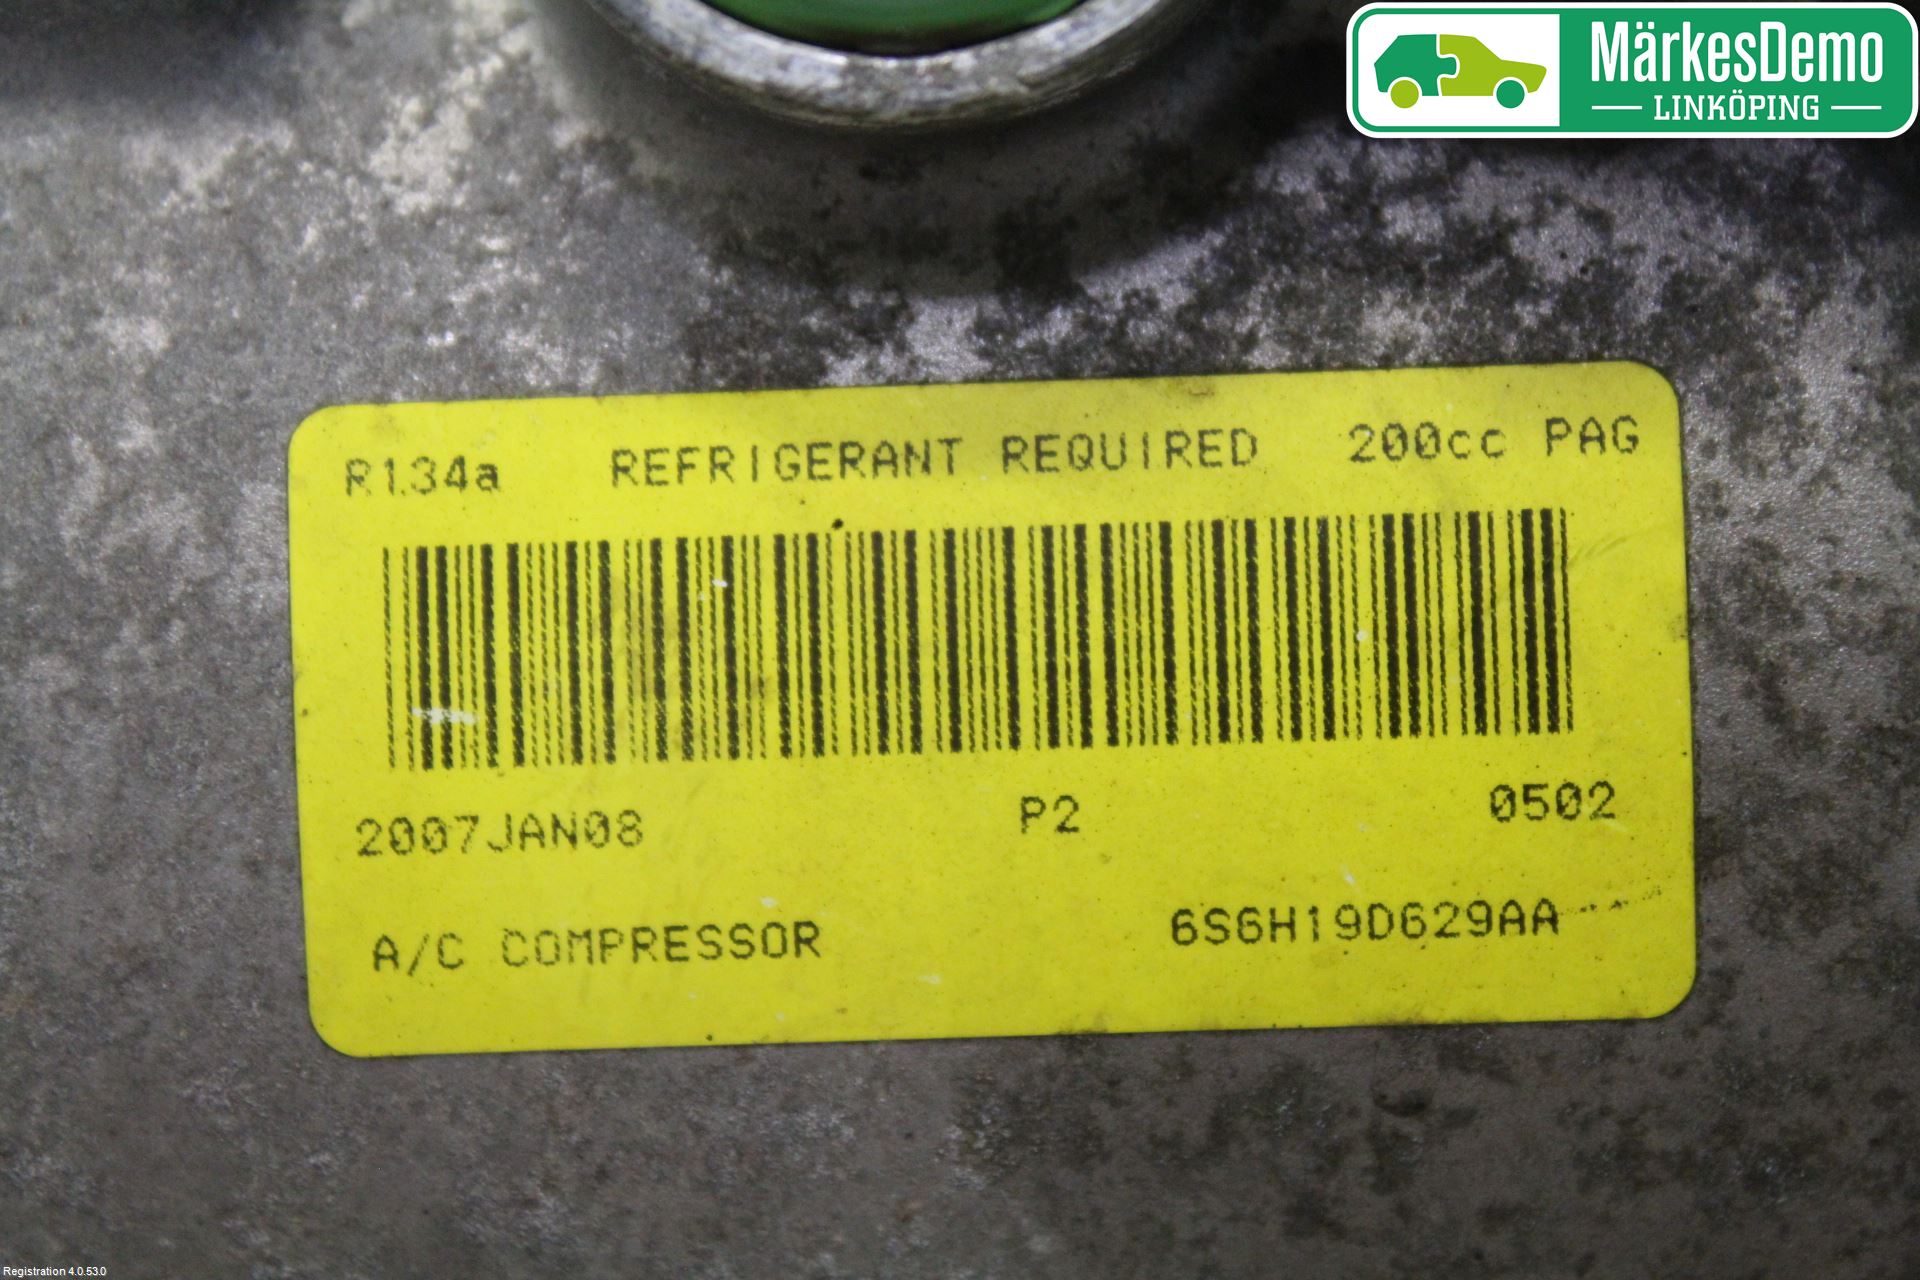 MärkesDemo
LINKÖPING
R134a REFRIGERANT REQUIRED 200cc PAG
2007JAN08 P2 0502
A/C COMPRESSOR 6S6H19D629AA
Registration 4.0.53.0